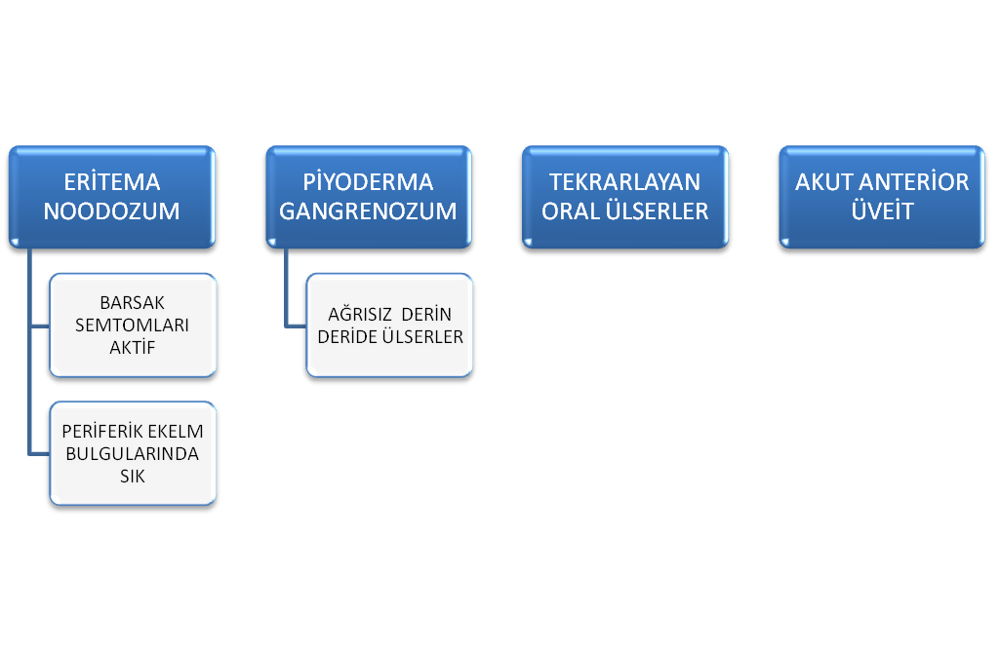 ERİTEMA
NOODOZUM
BARSAK
SEMTOMLARI
AKTİF
PERİFERİK EKELM
BULGULARINDA
SIK
PİYODERMA
GANGRENOZUM
AĞRISIZ DERİN
DERİDE ÜLSERLER
TEKRARLAYAN
ORAL ÜLSERLER
AKUT ANTERİOR
ÜVEİT